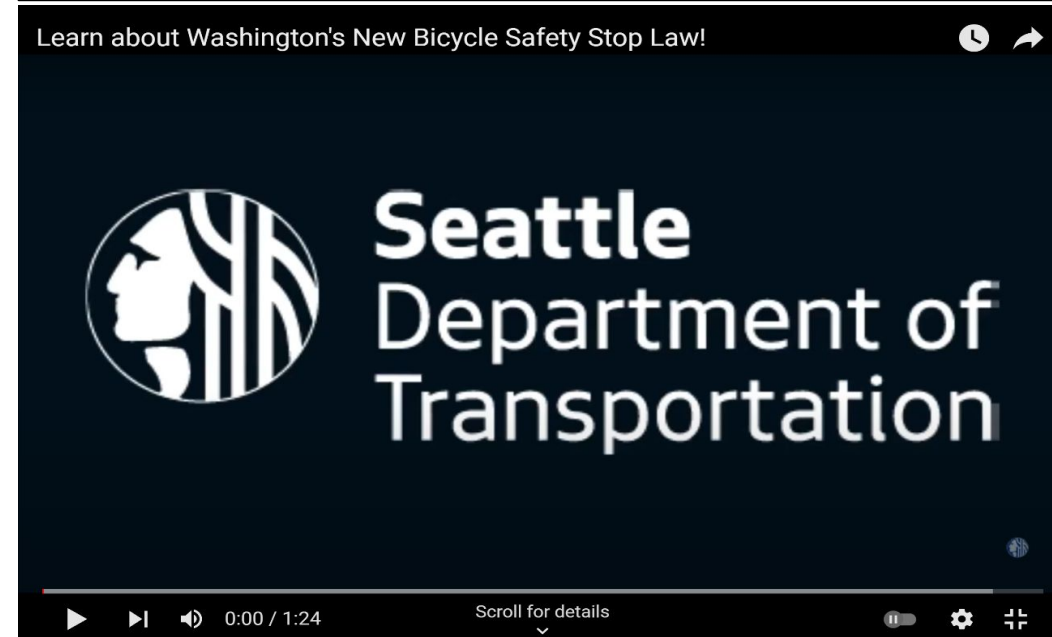 Learn about Washington's New Bicycle Safety Stop Law!
Seattle
Department of
Transportation
0:00 / 1:24
Scroll for details